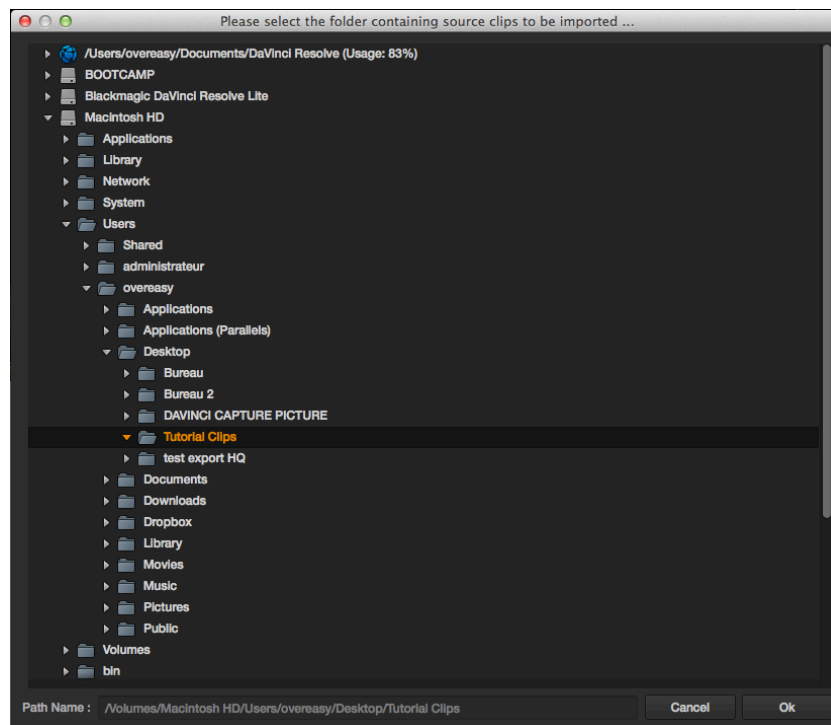 Please select the folder containing source clips to be imported ...
/Users/overeasy/Documents/DaVinci Resolve (Usage: 83%)
BOOTCAMP
Blackmagic DaVinci Resolve Lite
Macintosh HD
Applications
Library
Network
System
Users
Shared
administrateur
overeasy
Applications
Applications (Parallels)
Desktop
Bureau
Bureau 2
DAVINCI CAPTURE PICTURE
Tutorial Clips
test export HQ
Documents
Downloads
Dropbox
Library
Movies
Music
Pictures
Public
Volumes
bin
Path Name : /Volumes/Macintosh HD/Users/overeasy/Desktop/Tutorial Clips Cancel Ok